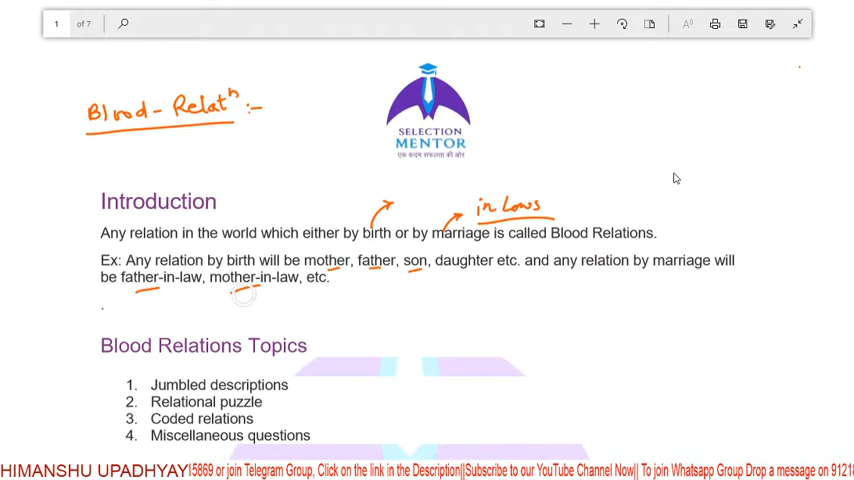 1 of 7
Blood - Relatⁿ :-
SELECTION
MENTOR
एक कदम सफलता की ओर
Introduction
in Laws
Any relation in the world which either by birth or by marriage is called Blood Relations.
Ex: Any relation by birth will be mother, father, son, daughter etc. and any relation by marriage will
be father-in-law, mother-in-law, etc.
.
Blood Relations Topics
1. Jumbled descriptions
2. Relational puzzle
3. Coded relations
4. Miscellaneous questions
HIMANSHU UPADHYAY 5869 or join Telegram Group, Click on the link in the Description||Subscribe to our YouTube Channel Now|| To join Whatsapp Group Drop a message on 91218